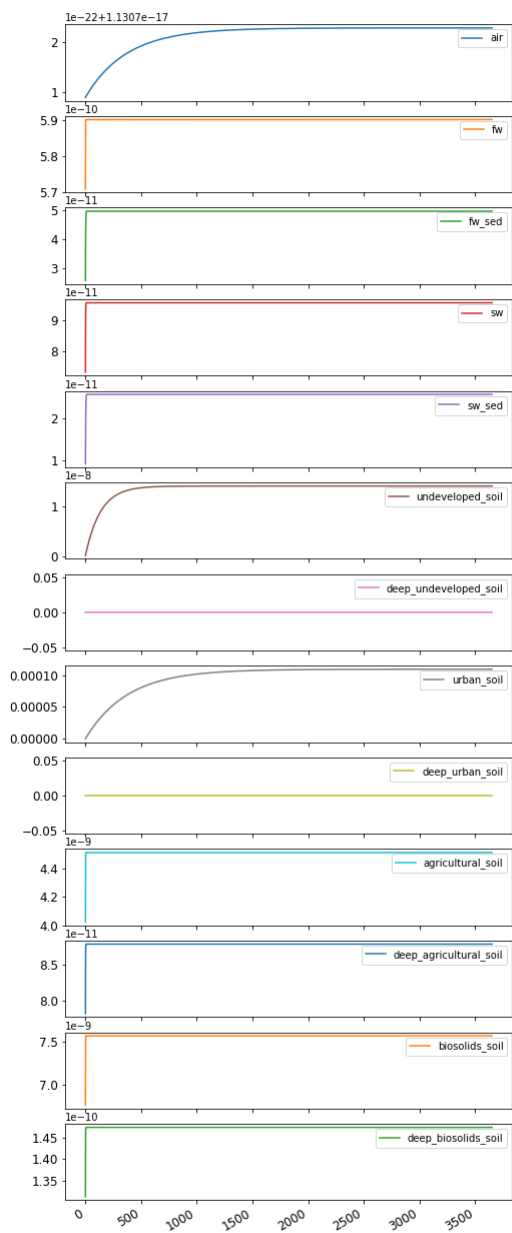 1e-22+1.1307e-17
2
air
1
1e-10
5.9
fw
5.8
5.7
1e-11
5
fw_sed
4
3
1e-11
9
sw
8
1e-11
2
sw_sed
1
1e-8
undeveloped_soil
1
0
0.05
deep_undeveloped_soil
0.00
−0.05
0.00010
urban_soil
0.00005
0.00000
0.05
deep_urban_soil
0.00
−0.05
1e-9
4.4
agricultural_soil
4.2
4.0
1e-11
8.5
deep_agricultural_soil
8.0
1e-9
7.5
biosolids_soil
7.0
1e-10
1.45
deep_biosolids_soil
1.40
1.35
0 500 1000 1500 2000 2500 3000 3500